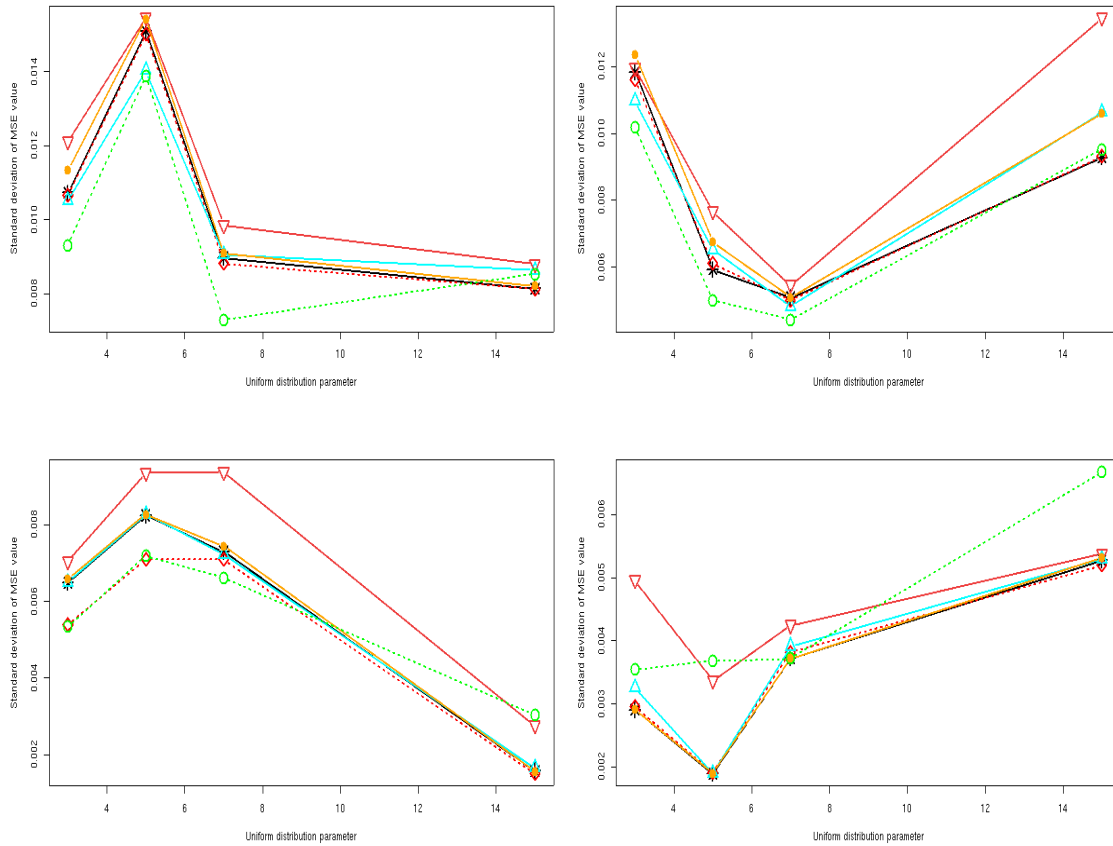 Standard deviation of MSE value
0.008 0.010 0.012 0.014
4 6 8 10 12 14
Uniform distribution parameter
Standard deviation of MSE value
0.006 0.008 0.010 0.012
4 6 8 10 12 14
Uniform distribution parameter
Standard deviation of MSE value
0.002 0.004 0.006 0.008
4 6 8 10 12 14
Uniform distribution parameter
Standard deviation of MSE value
0.002 0.003 0.004 0.005 0.006
4 6 8 10 12 14
Uniform distribution parameter